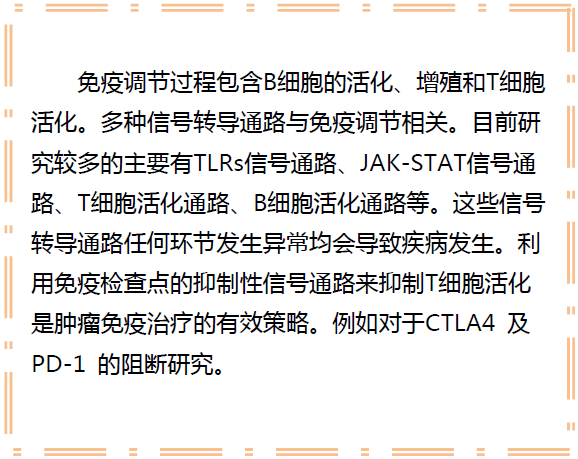 免疫调节过程包含B细胞的活化、增殖和T细胞
活化。多种信号转导通路与免疫调节相关。目前研
究较多的主要有TLRs信号通路、JAK-STAT信号通
路、T细胞活化通路、B细胞活化通路等。这些信号
转导通路任何环节发生异常均会导致疾病发生。利
用免疫检查点的抑制性信号通路来抑制T细胞活化
是肿瘤免疫治疗的有效策略。例如对于CTLA4 及
PD-1 的阻断研究。